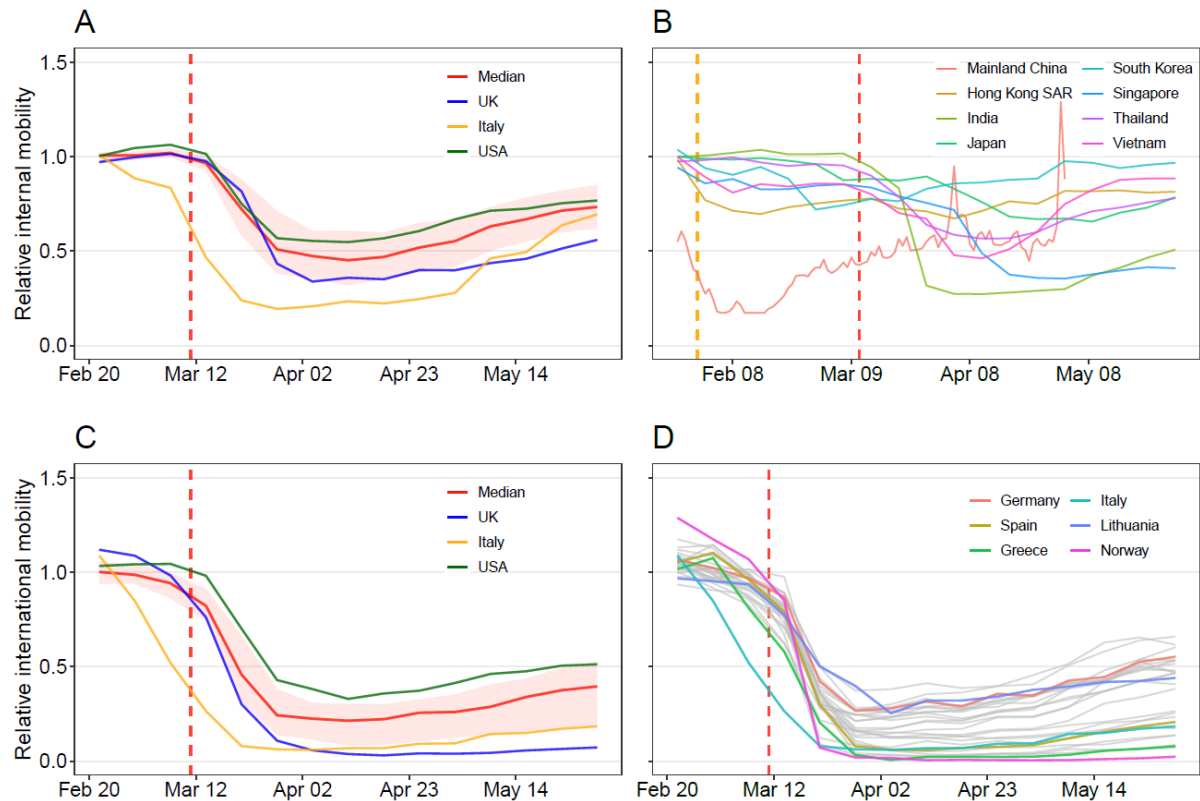 A
Relative internal mobility
1.5
1.0
0.5
0.0
Median
UK
Italy
USA
Feb 20
Mar 12
Apr 02
Apr 23
May 14
B
Mainland China
Hong Kong SAR
India
Japan
South Korea
Singapore
Thailand
Vietnam
Feb 08
Mar 09
Apr 08
May 08
C
Relative international mobility
1.5
1.0
0.5
0.0
Median
UK
Italy
USA
Feb 20
Mar 12
Apr 02
Apr 23
May 14
D
Germany
Spain
Greece
Italy
Lithuania
Norway
Feb 20
Mar 12
Apr 02
Apr 23
May 14